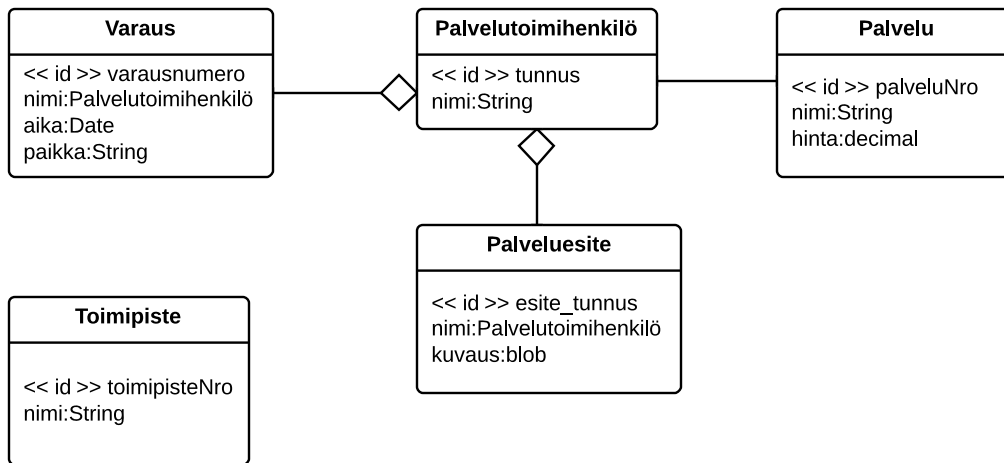 Varaus
<< id >> varausnumero
nimi:Palvelutoimihenkilö
aika:Date
paikka:String
Palvelutoimihenkilö
<< id >> tunnus
nimi:String
Palvelu
<< id >> palveluNro
nimi:String
hinta:decimal
Palveluesite
<< id >> esite_tunnus
nimi:Palvelutoimihenkilö
kuvaus:blob
Toimipiste
<< id >> toimipisteNro
nimi:String